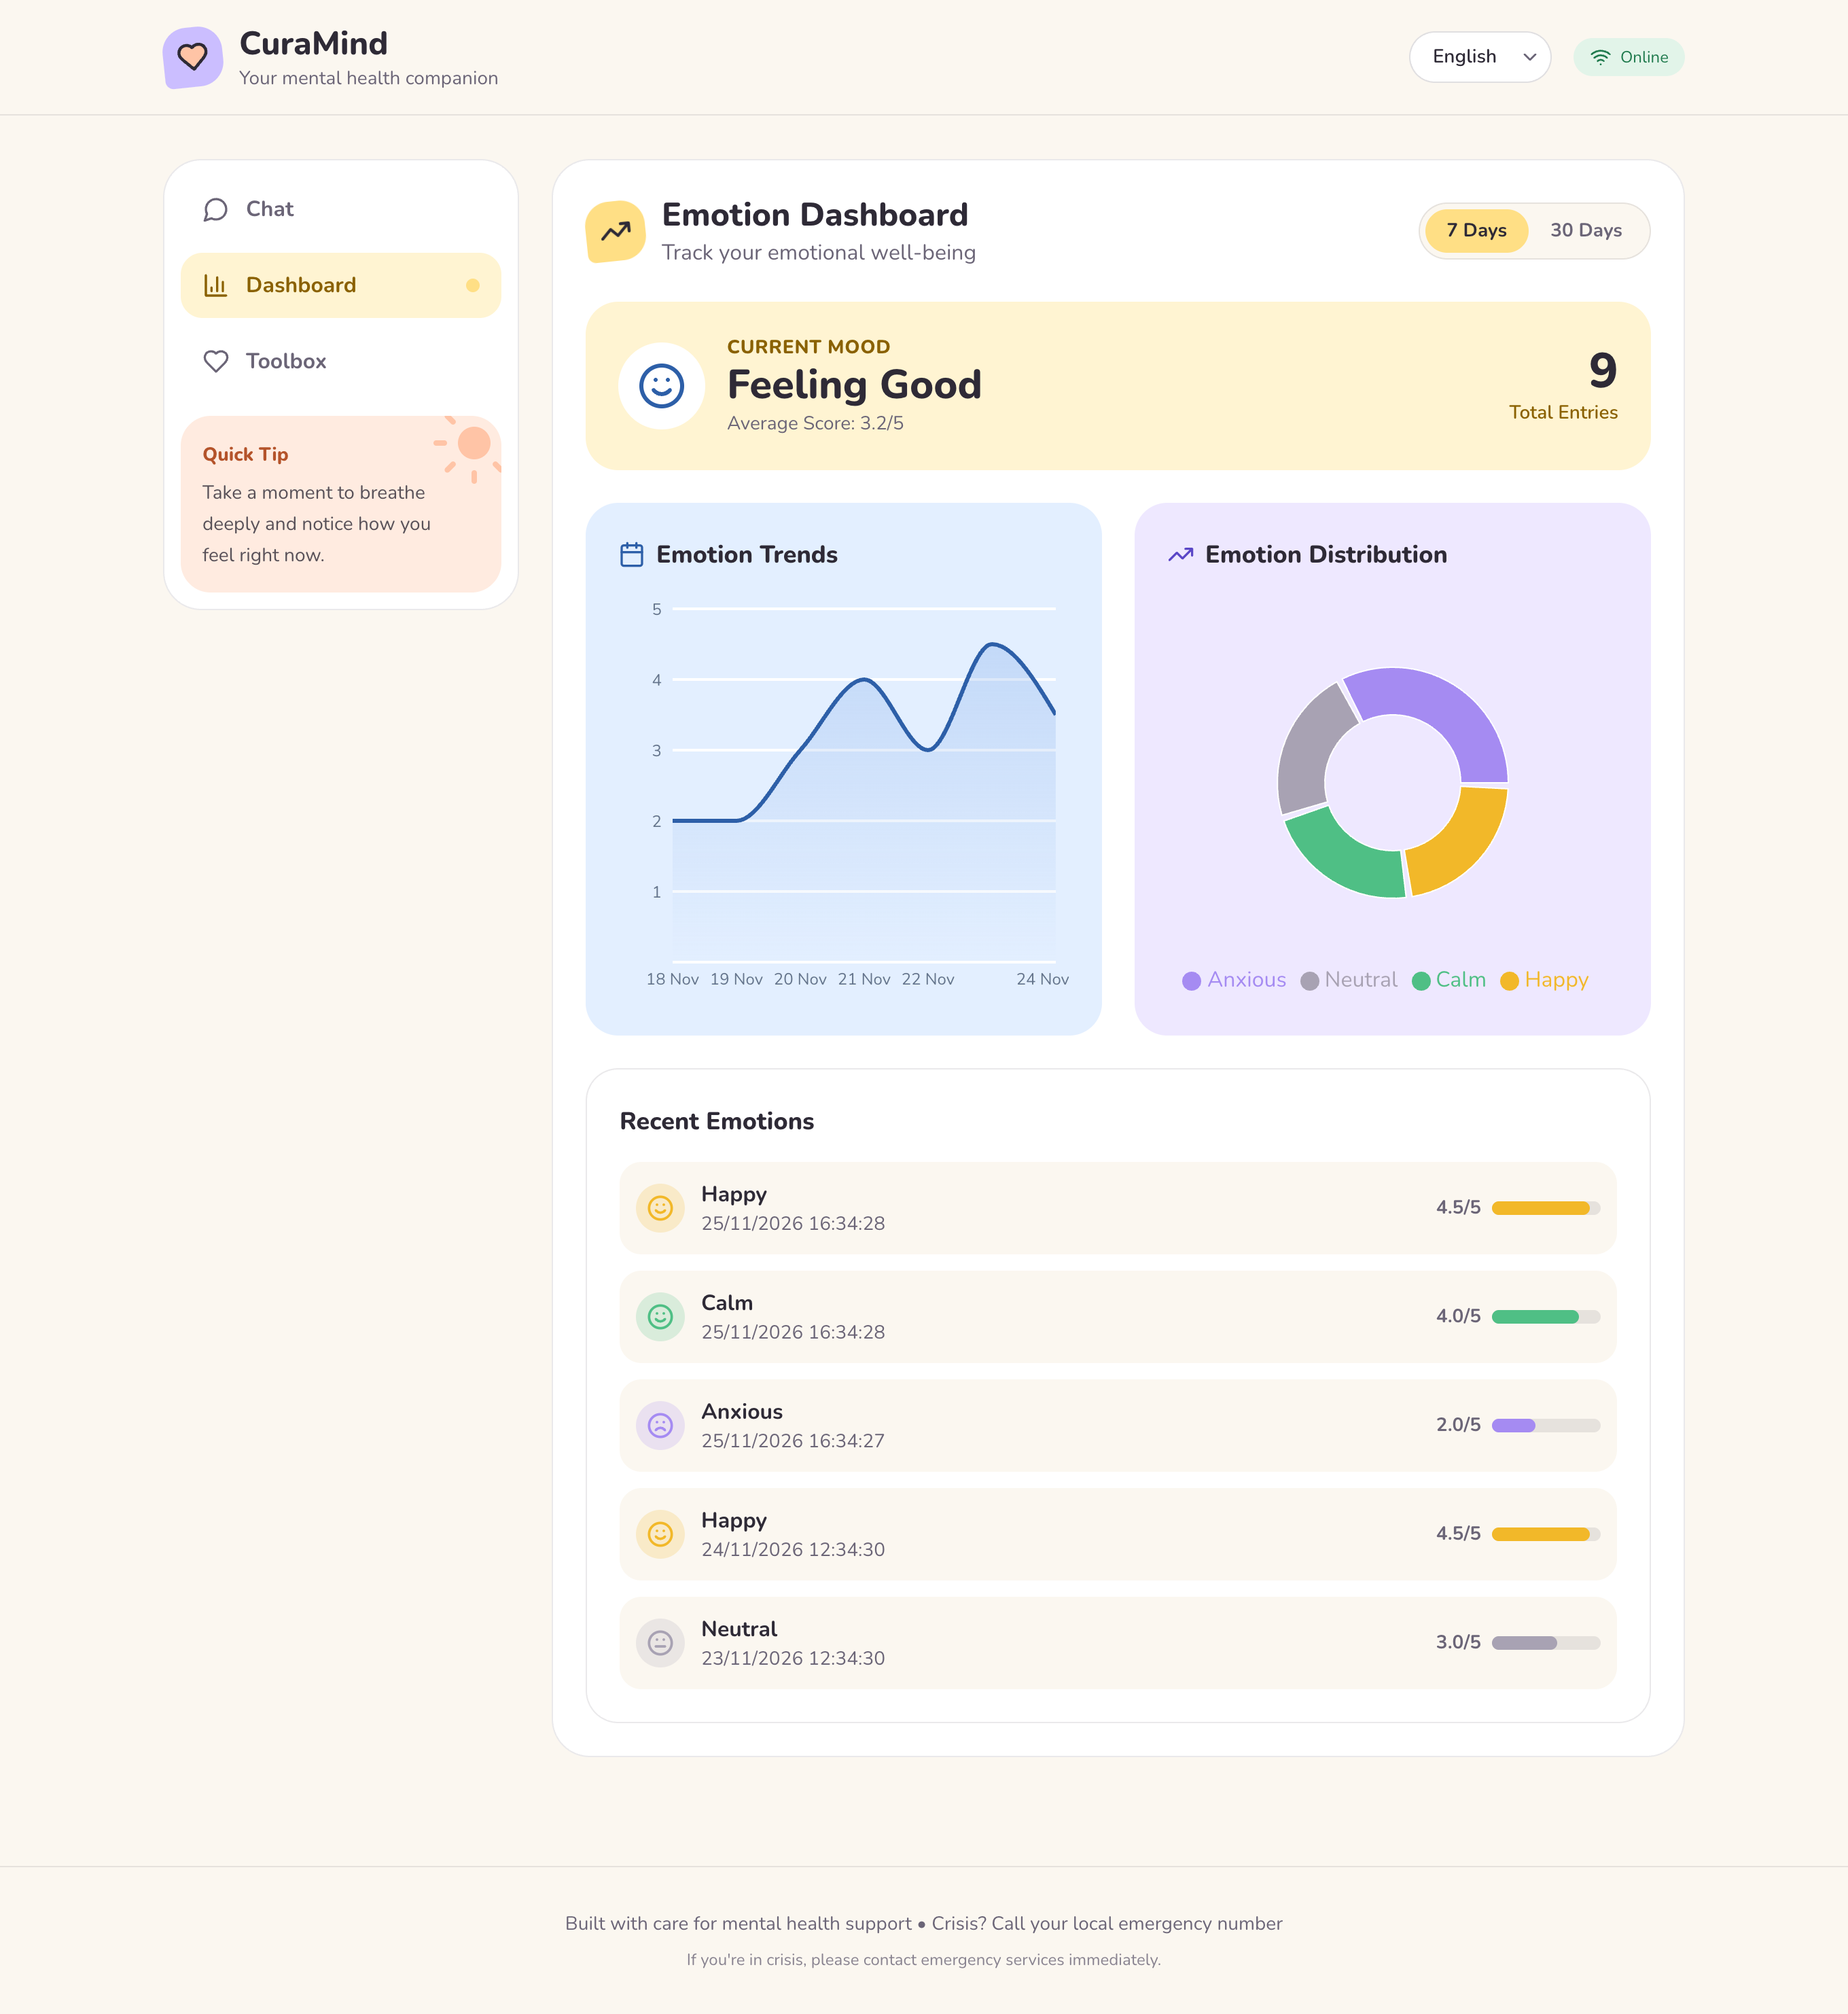 CuraMind
Your mental health companion
English
Online
Chat
Dashboard
Toolbox
Quick Tip
Take a moment to breathe
deeply and notice how you
feel right now.
Emotion Dashboard
Track your emotional well-being
7 Days
30 Days
CURRENT MOOD
Feeling Good
Average Score: 3.2/5
9
Total Entries
Emotion Trends
5
4
3
2
1
18 Nov
19 Nov
20 Nov
21 Nov
22 Nov
24 Nov
Emotion Distribution
Anxious
Neutral
Calm
Happy
Recent Emotions
Happy
25/11/2026 16:34:28
4.5/5
Calm
25/11/2026 16:34:28
4.0/5
Anxious
25/11/2026 16:34:27
2.0/5
Happy
24/11/2026 12:34:30
4.5/5
Neutral
23/11/2026 12:34:30
3.0/5
Built with care for mental health support • Crisis? Call your local emergency number
If you're in crisis, please contact emergency services immediately.